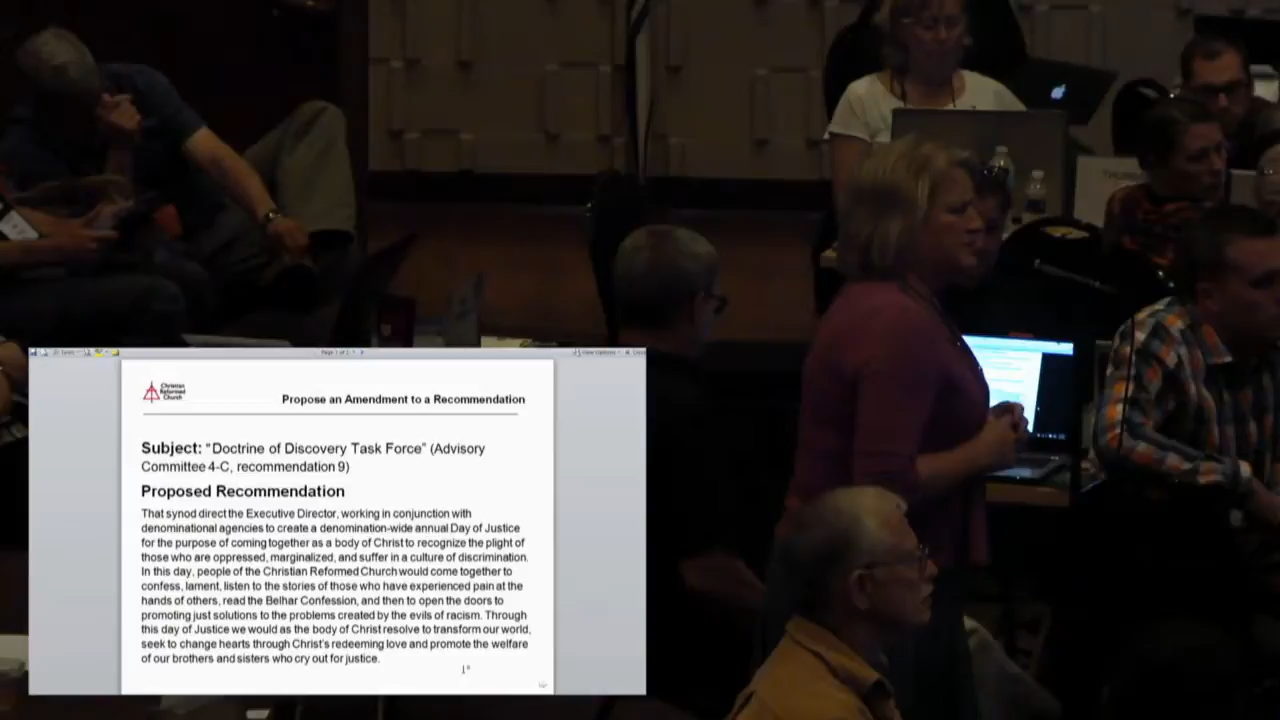 Page 1 of 2
View Options
Christian
Reformed
Church
Propose an Amendment to a Recommendation
Subject: "Doctrine of Discovery Task Force" (Advisory
Committee 4-C, recommendation 9)
Proposed Recommendation
That synod direct the Executive Director, working in conjunction with
denominational agencies to create a denomination-wide annual Day of Justice
for the purpose of coming together as a body of Christ to recognize the plight of
those who are oppressed, marginalized, and suffer in a culture of discrimination.
In this day, people of the Christian Reformed Church would come together to
confess, lament, listen to the stories of those who have experienced pain at the
hands of others, read the Belhar Confession, and then to open the doors to
promoting just solutions to the problems created by the evils of racism. Through
this day of Justice we would as the body of Christ resolve to transform our world,
seek to change hearts through Christ's redeeming love and promote the welfare
of our brothers and sisters who cry out for justice.